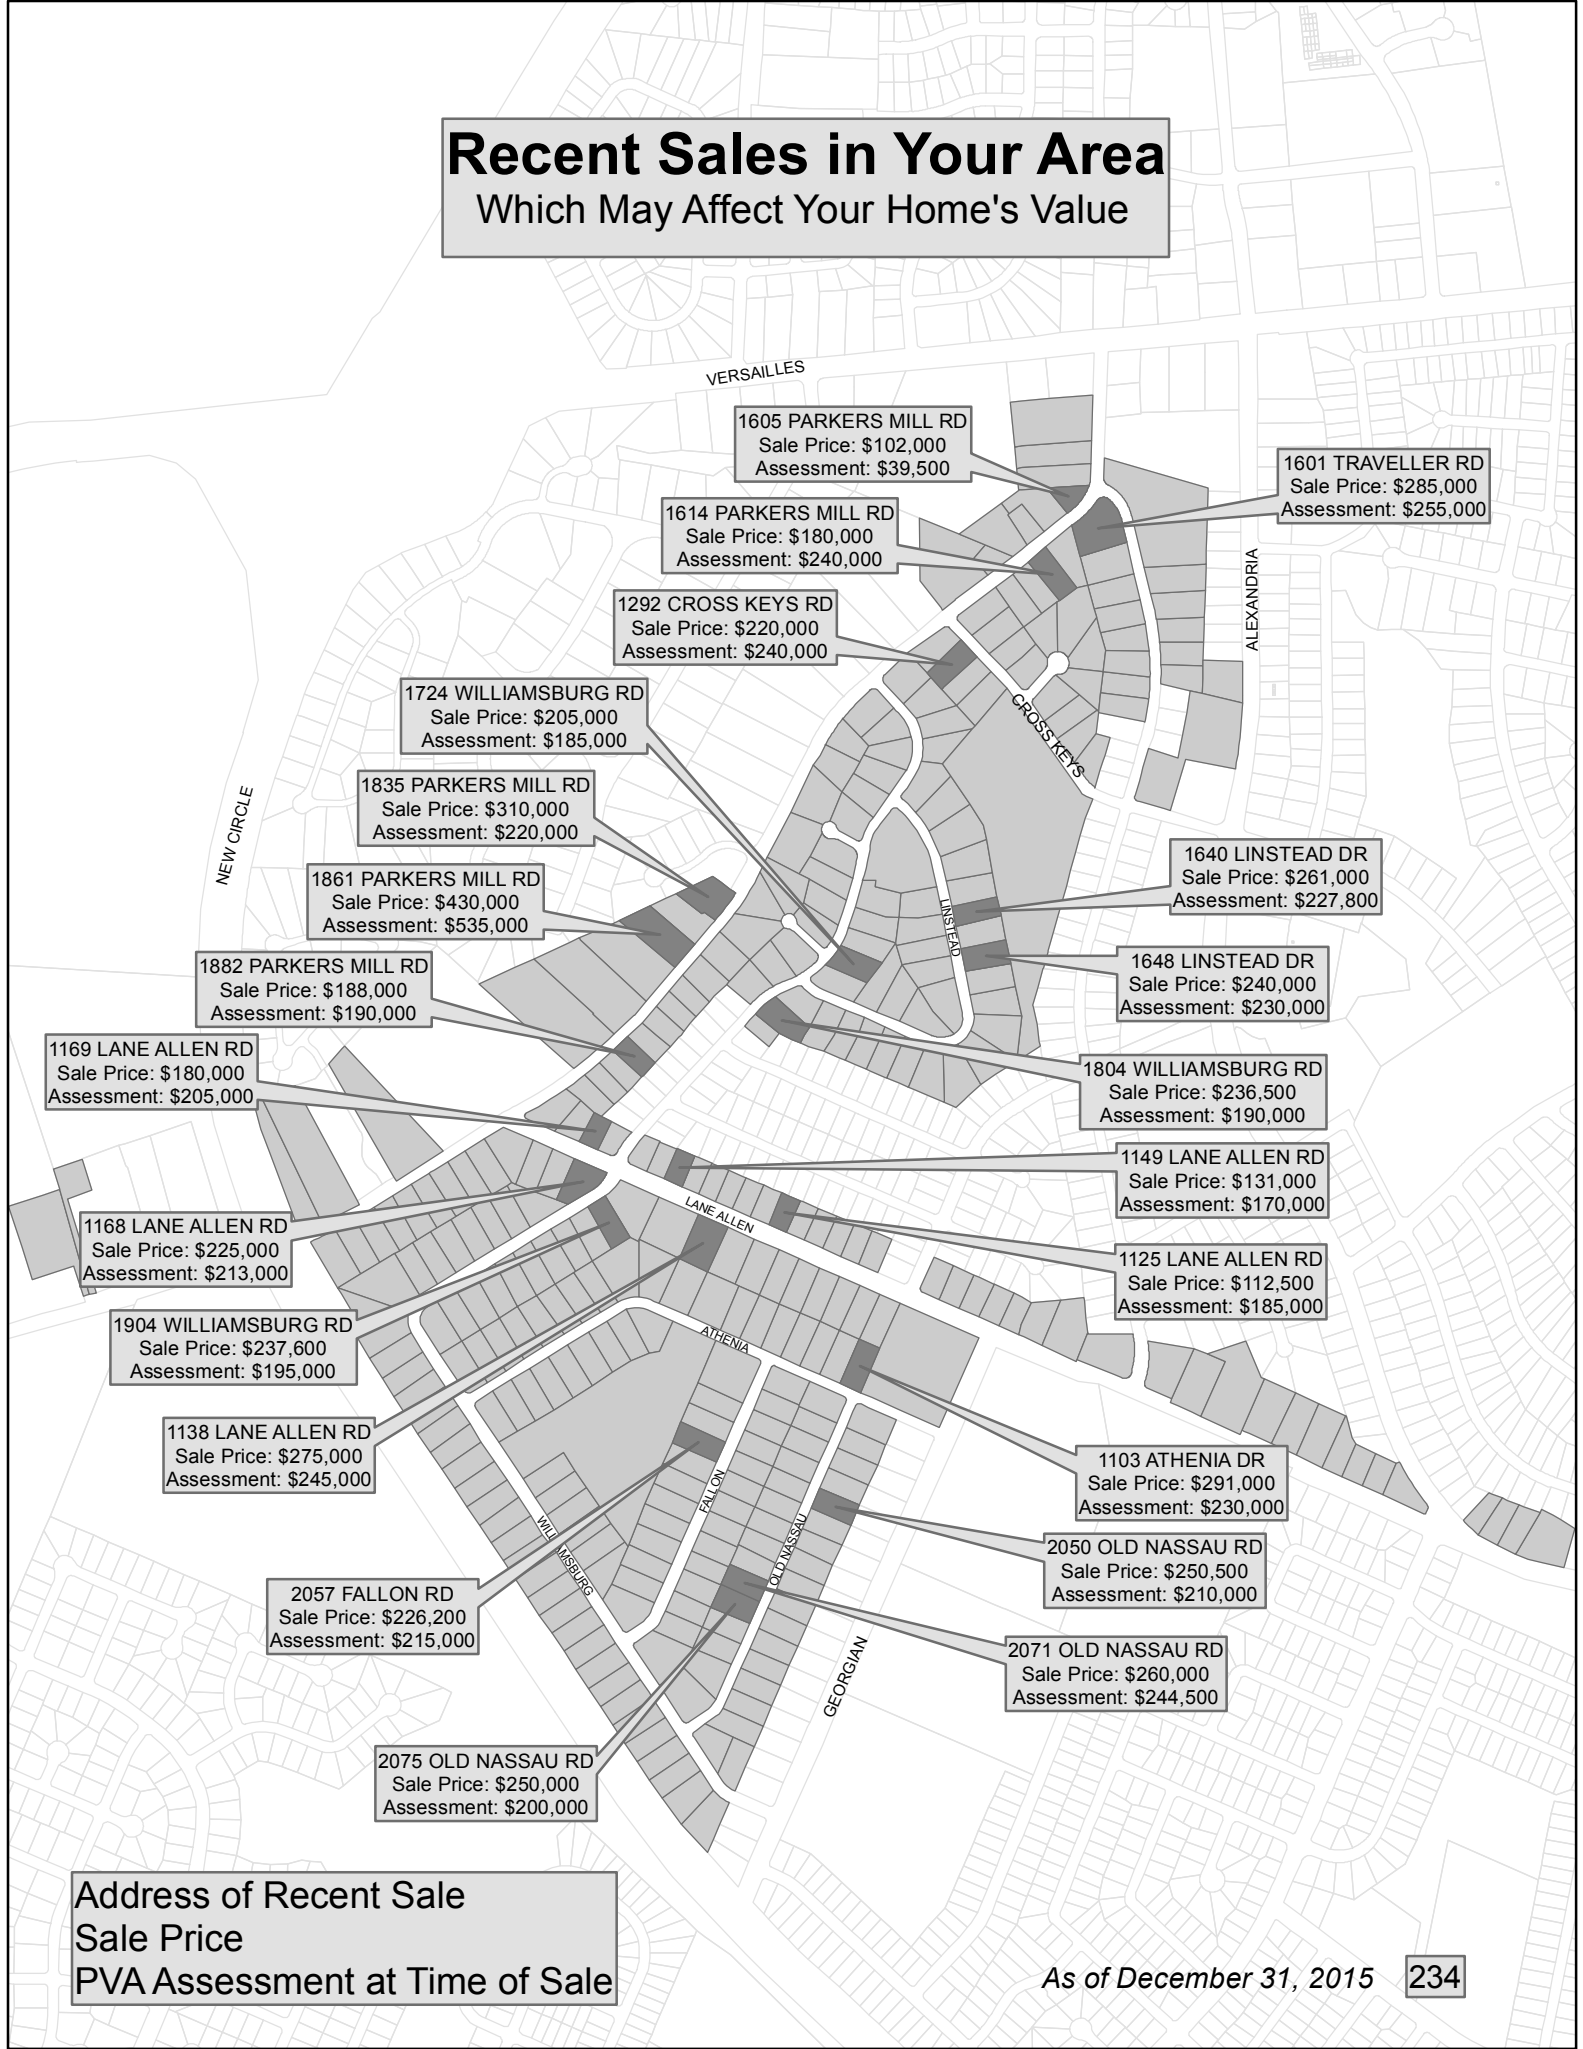 Recent Sales in Your Area
Which May Affect Your Home's Value
VERSAILLES
1605 PARKERS MILL RD
Sale Price: $102,000
Assessment: $39,500
1601 TRAVELLER RD
Sale Price: $285,000
Assessment: $255,000
1614 PARKERS MILL RD
Sale Price: $180,000
Assessment: $240,000
ALEXANDRIA
1292 CROSS KEYS RD
Sale Price: $220,000
Assessment: $240,000
CROSS KEYS
1724 WILLIAMSBURG RD
Sale Price: $205,000
Assessment: $185,000
1835 PARKERS MILL RD
Sale Price: $310,000
Assessment: $220,000
NEW CIRCLE
1640 LINSTEAD DR
Sale Price: $261,000
Assessment: $227,800
1861 PARKERS MILL RD
Sale Price: $430,000
Assessment: $535,000
LINSTEAD
1648 LINSTEAD DR
Sale Price: $240,000
Assessment: $230,000
1882 PARKERS MILL RD
Sale Price: $188,000
Assessment: $190,000
1169 LANE ALLEN RD
Sale Price: $180,000
Assessment: $205,000
1804 WILLIAMSBURG RD
Sale Price: $236,500
Assessment: $190,000
1149 LANE ALLEN RD
Sale Price: $131,000
Assessment: $170,000
LANE ALLEN
1168 LANE ALLEN RD
Sale Price: $225,000
Assessment: $213,000
1125 LANE ALLEN RD
Sale Price: $112,500
Assessment: $185,000
1904 WILLIAMSBURG RD
Sale Price: $237,600
Assessment: $195,000
ATHENIA
1138 LANE ALLEN RD
Sale Price: $275,000
Assessment: $245,000
1103 ATHENIA DR
Sale Price: $291,000
Assessment: $230,000
FALLON
OLD NASSAU
WILLIAMSBURG
2050 OLD NASSAU RD
Sale Price: $250,500
Assessment: $210,000
2057 FALLON RD
Sale Price: $226,200
Assessment: $215,000
2071 OLD NASSAU RD
Sale Price: $260,000
Assessment: $244,500
GEORGIAN
2075 OLD NASSAU RD
Sale Price: $250,000
Assessment: $200,000
Address of Recent Sale
Sale Price
PVA Assessment at Time of Sale
As of December 31, 2015
234